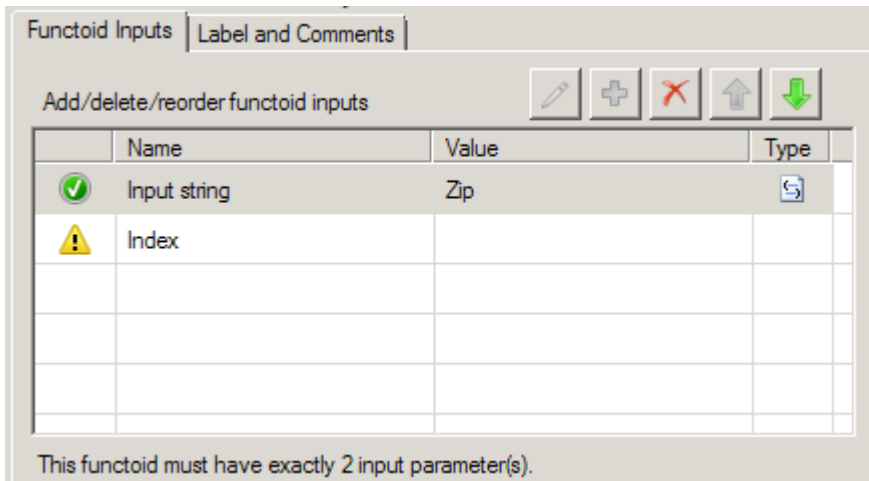 Functoid Inputs Label and Comments
Add/delete/reorder functoid inputs
Name Value Type
Input string Zip
Index
This functoid must have exactly 2 input parameter(s).